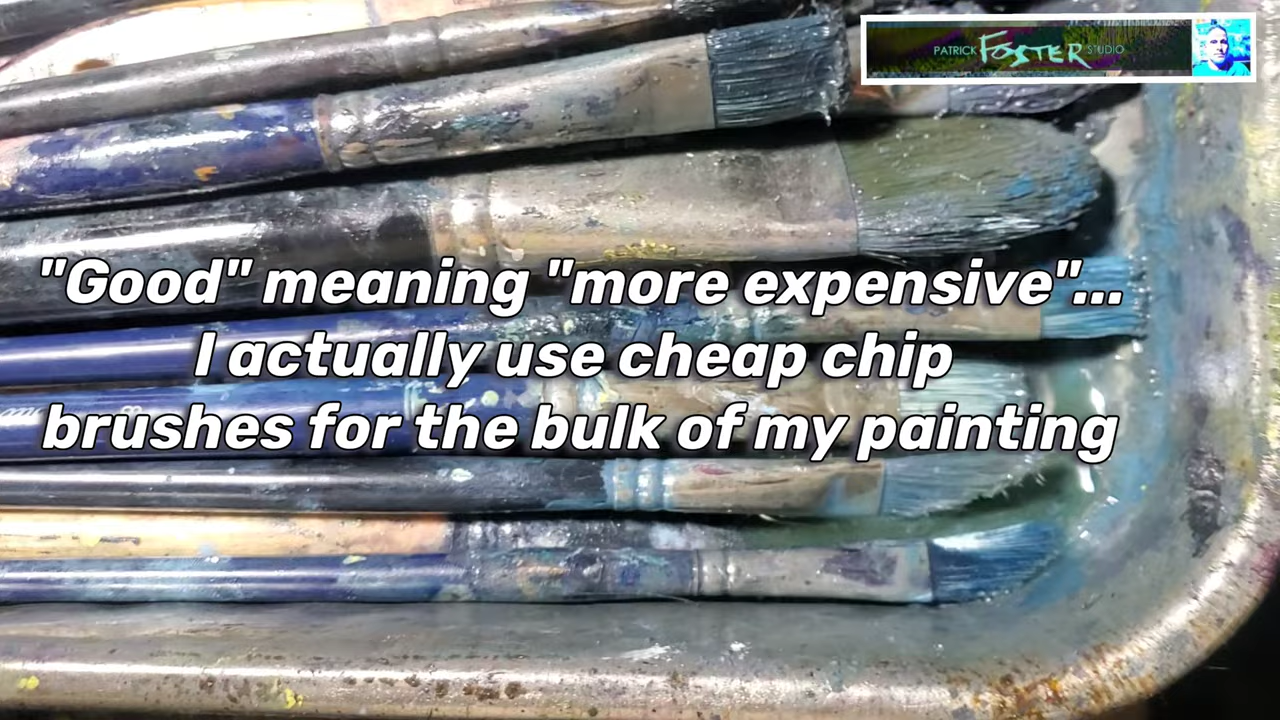 PATRICK FOSTER STUDIO
"Good" meaning "more expensive"...
I actually use cheap chip
brushes for the bulk of my painting